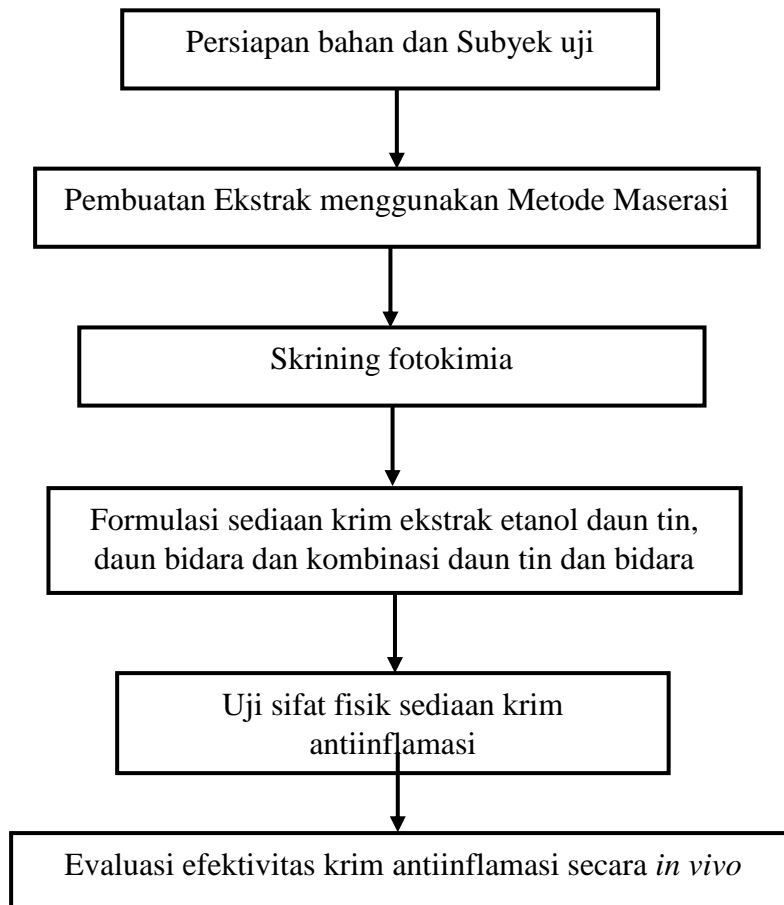 Persiapan bahan dan Subyek uji
Pembuatan Ekstrak menggunakan Metode Maserasi
Skrining fotokimia
Formulasi sediaan krim ekstrak etanol daun tin,
daun bidara dan kombinasi daun tin dan bidara
Uji sifat fisik sediaan krim
antiinflamasi
Evaluasi efektivitas krim antiinflamasi secara in vivo